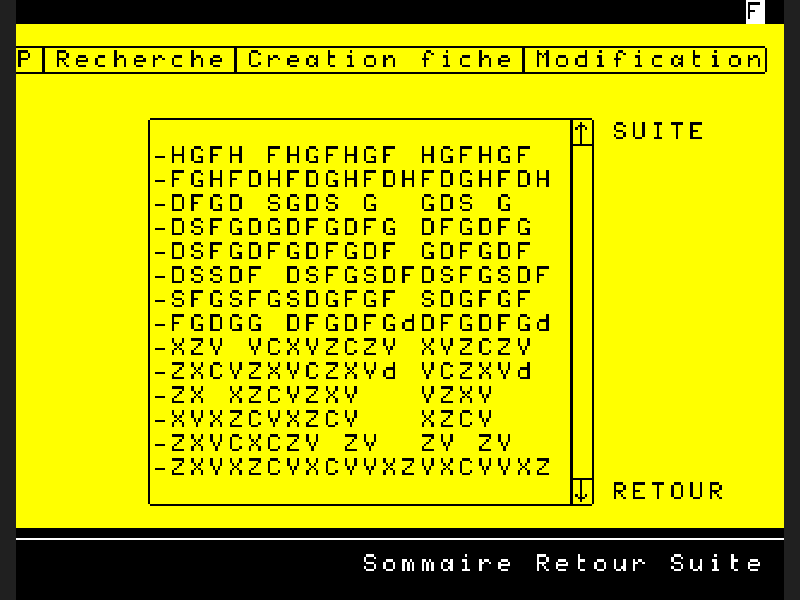 F
P Recherche Creation fiche Modification
↑ SUITE
-HGFH FHGFHGF HGFHGF
-FGHFDHFDGHFDHFDGHFDH
-DFGD SGDS G GDS G
-DSFGDGDFGDFG DFGDFG
-DSFGDFGDFGDF GDFGDF
-DSSDF DSFGSDFDSFGSDF
-SFGSFGSDGFGF SDGFGF
-FGDGG DFGDFGdDFGDFGd
-XZV VCXVZCZV XVZCZV
-ZXCVZXVCZXVd VCZXVd
-ZX XZCVZXV VZXV
-XVXZCVXZCV XZCV
-ZXVCXCZV ZV ZV ZV
-ZXVXZCVXCVVXZVXCVVXZ
↓ RETOUR
Sommaire Retour Suite